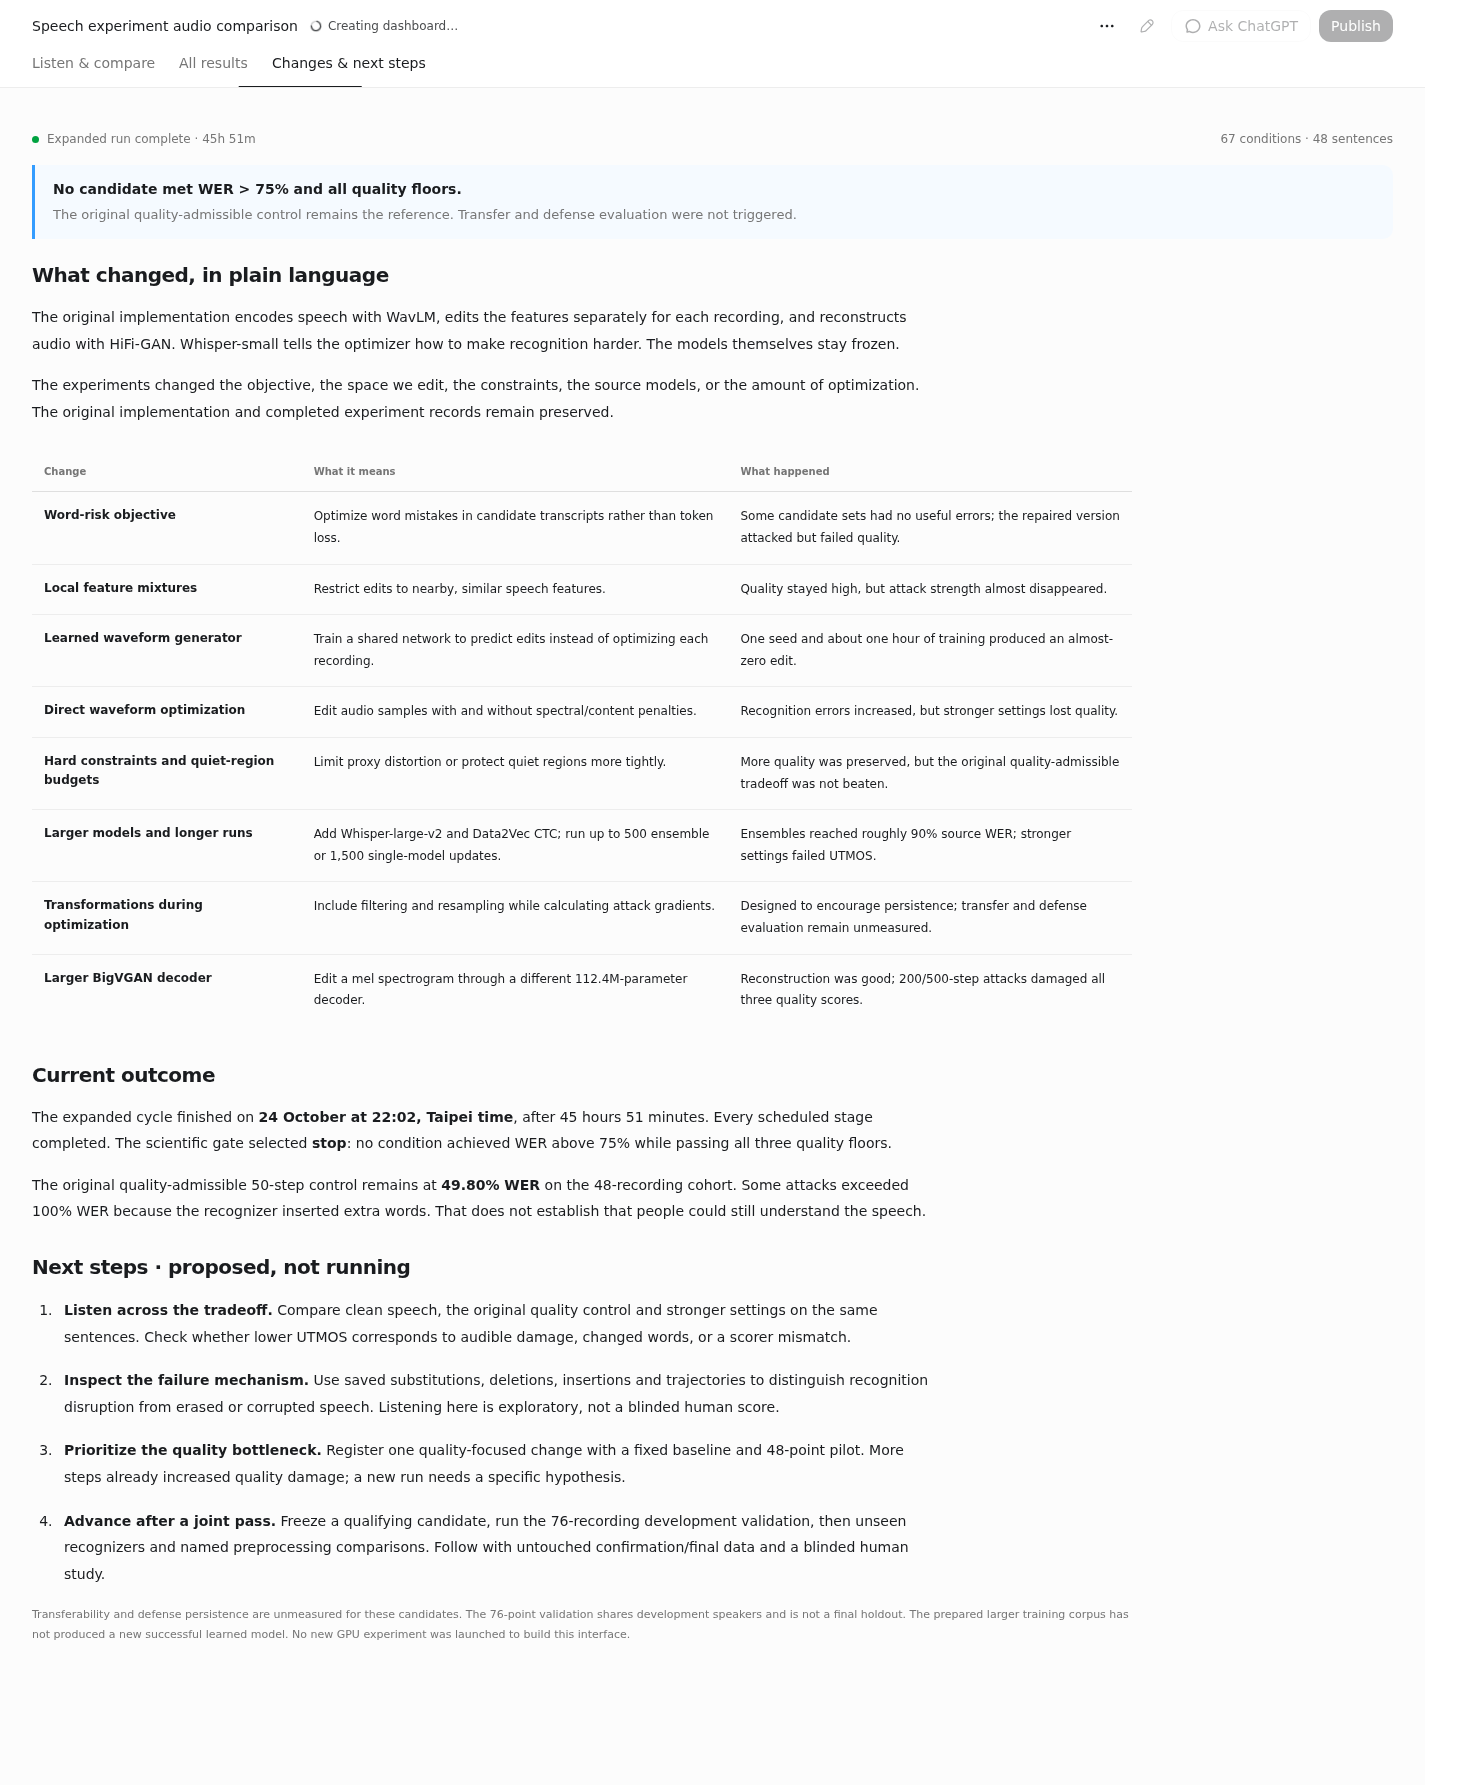 Speech experiment audio comparison Creating dashboard... Ask ChatGPT Publish
Listen & compare All results Changes & next steps
Expanded run complete · 45h 51m 67 conditions · 48 sentences
No candidate met WER > 75% and all quality floors.
The original quality-admissible control remains the reference. Transfer and defense evaluation were not triggered.
What changed, in plain language
The original implementation encodes speech with WavLM, edits the features separately for each recording, and reconstructs
audio with HiFi-GAN. Whisper-small tells the optimizer how to make recognition harder. The models themselves stay frozen.
The experiments changed the objective, the space we edit, the constraints, the source models, or the amount of optimization.
The original implementation and completed experiment records remain preserved.
Change What it means What happened
Word-risk objective Optimize word mistakes in candidate transcripts rather than token Some candidate sets had no useful errors; the repaired version
loss. attacked but failed quality.
Local feature mixtures Restrict edits to nearby, similar speech features. Quality stayed high, but attack strength almost disappeared.
Learned waveform generator Train a shared network to predict edits instead of optimizing each One seed and about one hour of training produced an almost-
recording. zero edit.
Direct waveform optimization Edit audio samples with and without spectral/content penalties. Recognition errors increased, but stronger settings lost quality.
Hard constraints and quiet-region Limit proxy distortion or protect quiet regions more tightly. More quality was preserved, but the original quality-admissible
budgets tradeoff was not beaten.
Larger models and longer runs Add Whisper-large-v2 and Data2Vec CTC; run up to 500 ensemble Ensembles reached roughly 90% source WER; stronger
or 1,500 single-model updates. settings failed UTMOS.
Transformations during Include filtering and resampling while calculating attack gradients. Designed to encourage persistence; transfer and defense
optimization evaluation remain unmeasured.
Larger BigVGAN decoder Edit a mel spectrogram through a different 112.4M-parameter Reconstruction was good; 200/500-step attacks damaged all
decoder. three quality scores.
Current outcome
The expanded cycle finished on 24 October at 22:02, Taipei time, after 45 hours 51 minutes. Every scheduled stage
completed. The scientific gate selected stop: no condition achieved WER above 75% while passing all three quality floors.
The original quality-admissible 50-step control remains at 49.80% WER on the 48-recording cohort. Some attacks exceeded
100% WER because the recognizer inserted extra words. That does not establish that people could still understand the speech.
Next steps · proposed, not running
1. Listen across the tradeoff. Compare clean speech, the original quality control and stronger settings on the same
sentences. Check whether lower UTMOS corresponds to audible damage, changed words, or a scorer mismatch.
2. Inspect the failure mechanism. Use saved substitutions, deletions, insertions and trajectories to distinguish recognition
disruption from erased or corrupted speech. Listening here is exploratory, not a blinded human score.
3. Prioritize the quality bottleneck. Register one quality-focused change with a fixed baseline and 48-point pilot. More
steps already increased quality damage; a new run needs a specific hypothesis.
4. Advance after a joint pass. Freeze a qualifying candidate, run the 76-recording development validation, then unseen
recognizers and named preprocessing comparisons. Follow with untouched confirmation/final data and a blinded human
study.
Transferability and defense persistence are unmeasured for these candidates. The 76-point validation shares development speakers and is not a final holdout. The prepared larger training corpus has
not produced a new successful learned model. No new GPU experiment was launched to build this interface.